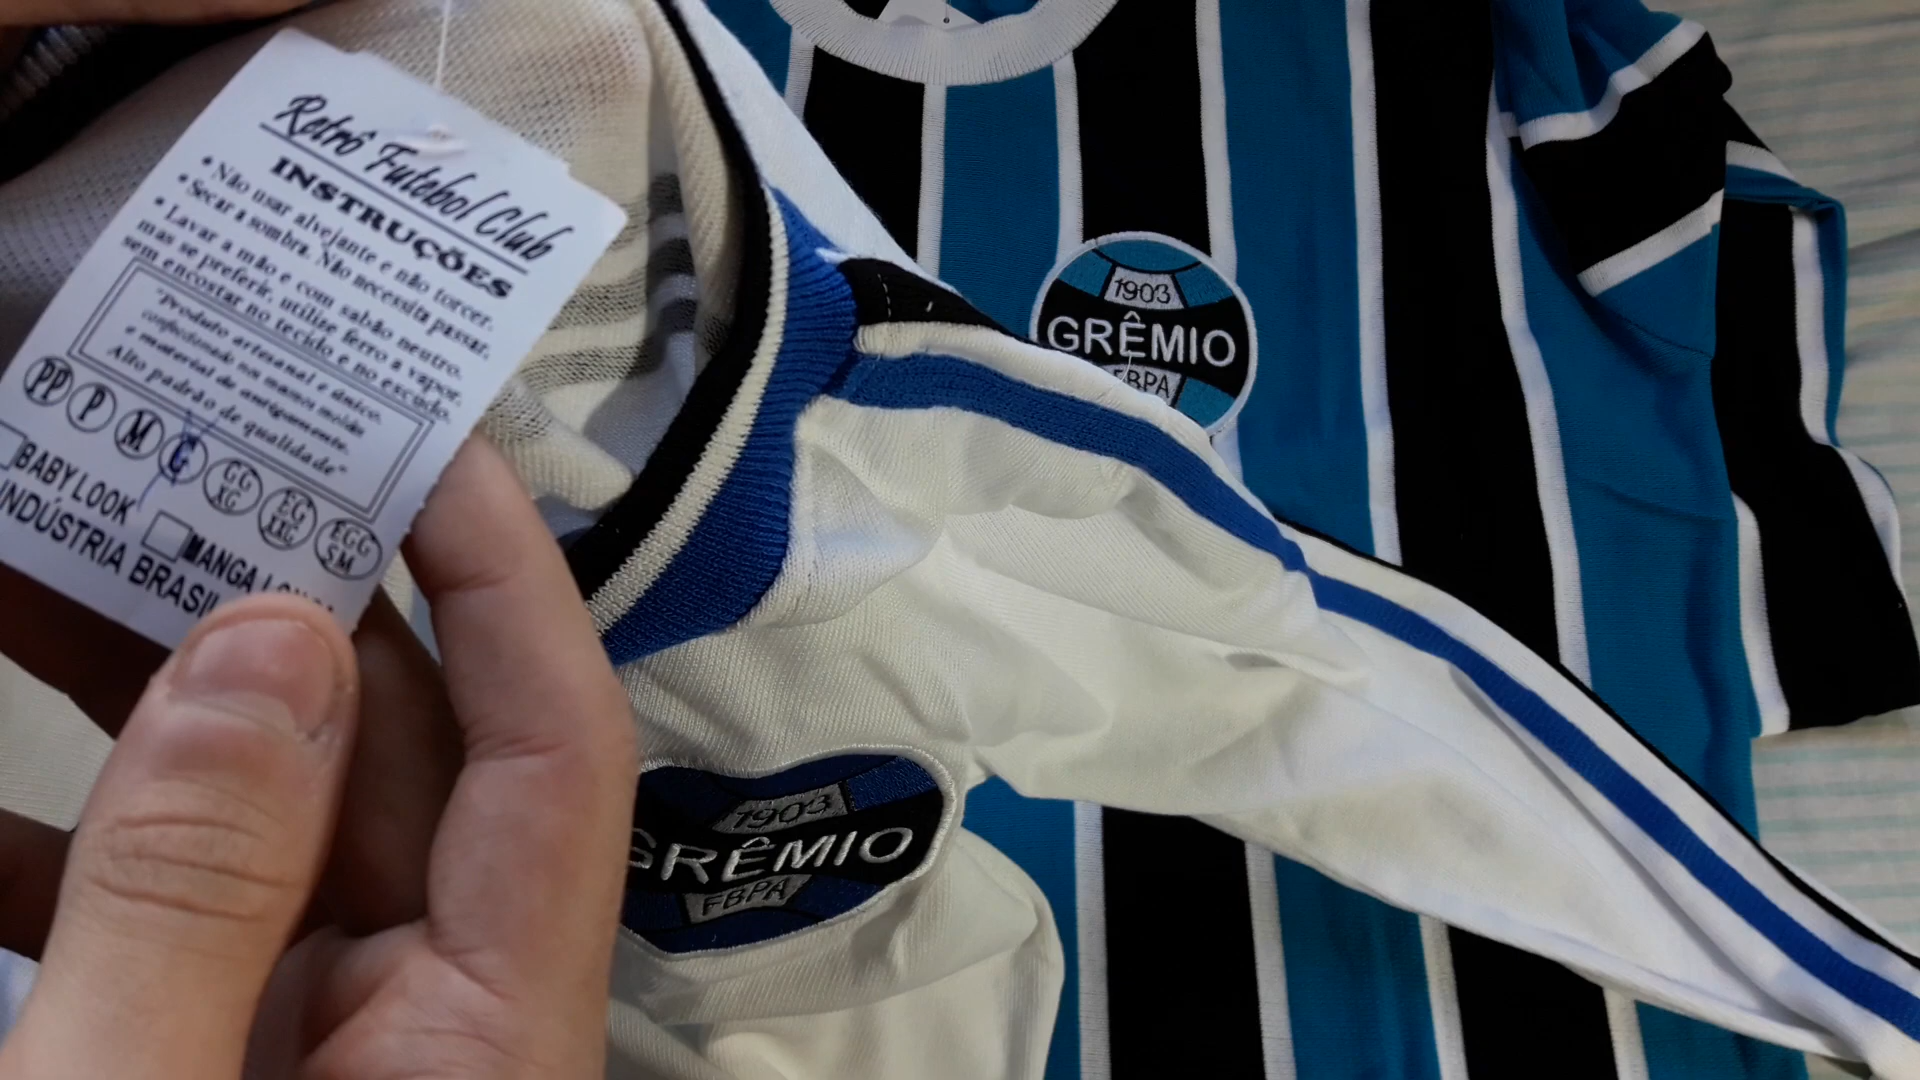 Retrô Futebol Club
INSTRUÇÕES
• Não usar alvejante e não torcer.
• Secar a sombra. Não necessita passar,
• Lavar a mão e com sabão neutro.
mas se preferir, utilize ferro a vapor,
sem encostar no tecido e no escudo.
"Produto artesanal e único,
confecionado nos mesmos moldes
e material de antigamente.
Alto padrão de qualidade"
PP P M G GG XG EG XXG EGG SM
BABY LOOK MANGA
INDÚSTRIA
1903
GRÊMIO
FBPA
1903
GRÊMIO
FBPA